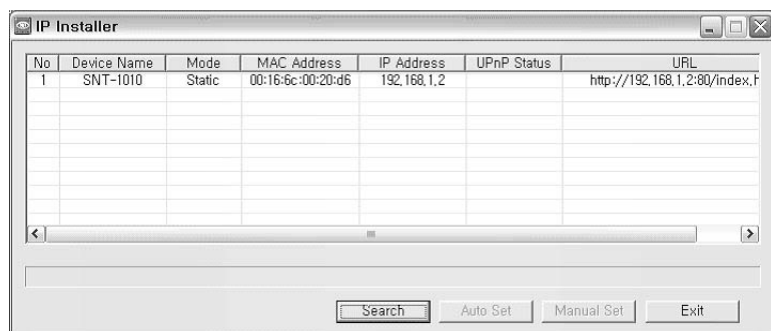 IP Installer
No Device Name Mode MAC Address IP Address UPnP Status URL
1 SNT-1010 Static 00:16:6c:00:20:d6 192,168,1,2 http://192,168,1,2:80/index,h
Search Auto Set Manual Set Exit